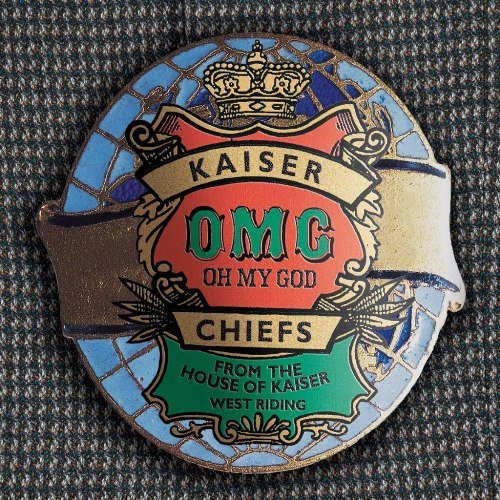 KAISER
OMG
OH MY GOD
CHIEFS
FROM THE
HOUSE OF KAISER
WEST RIDING